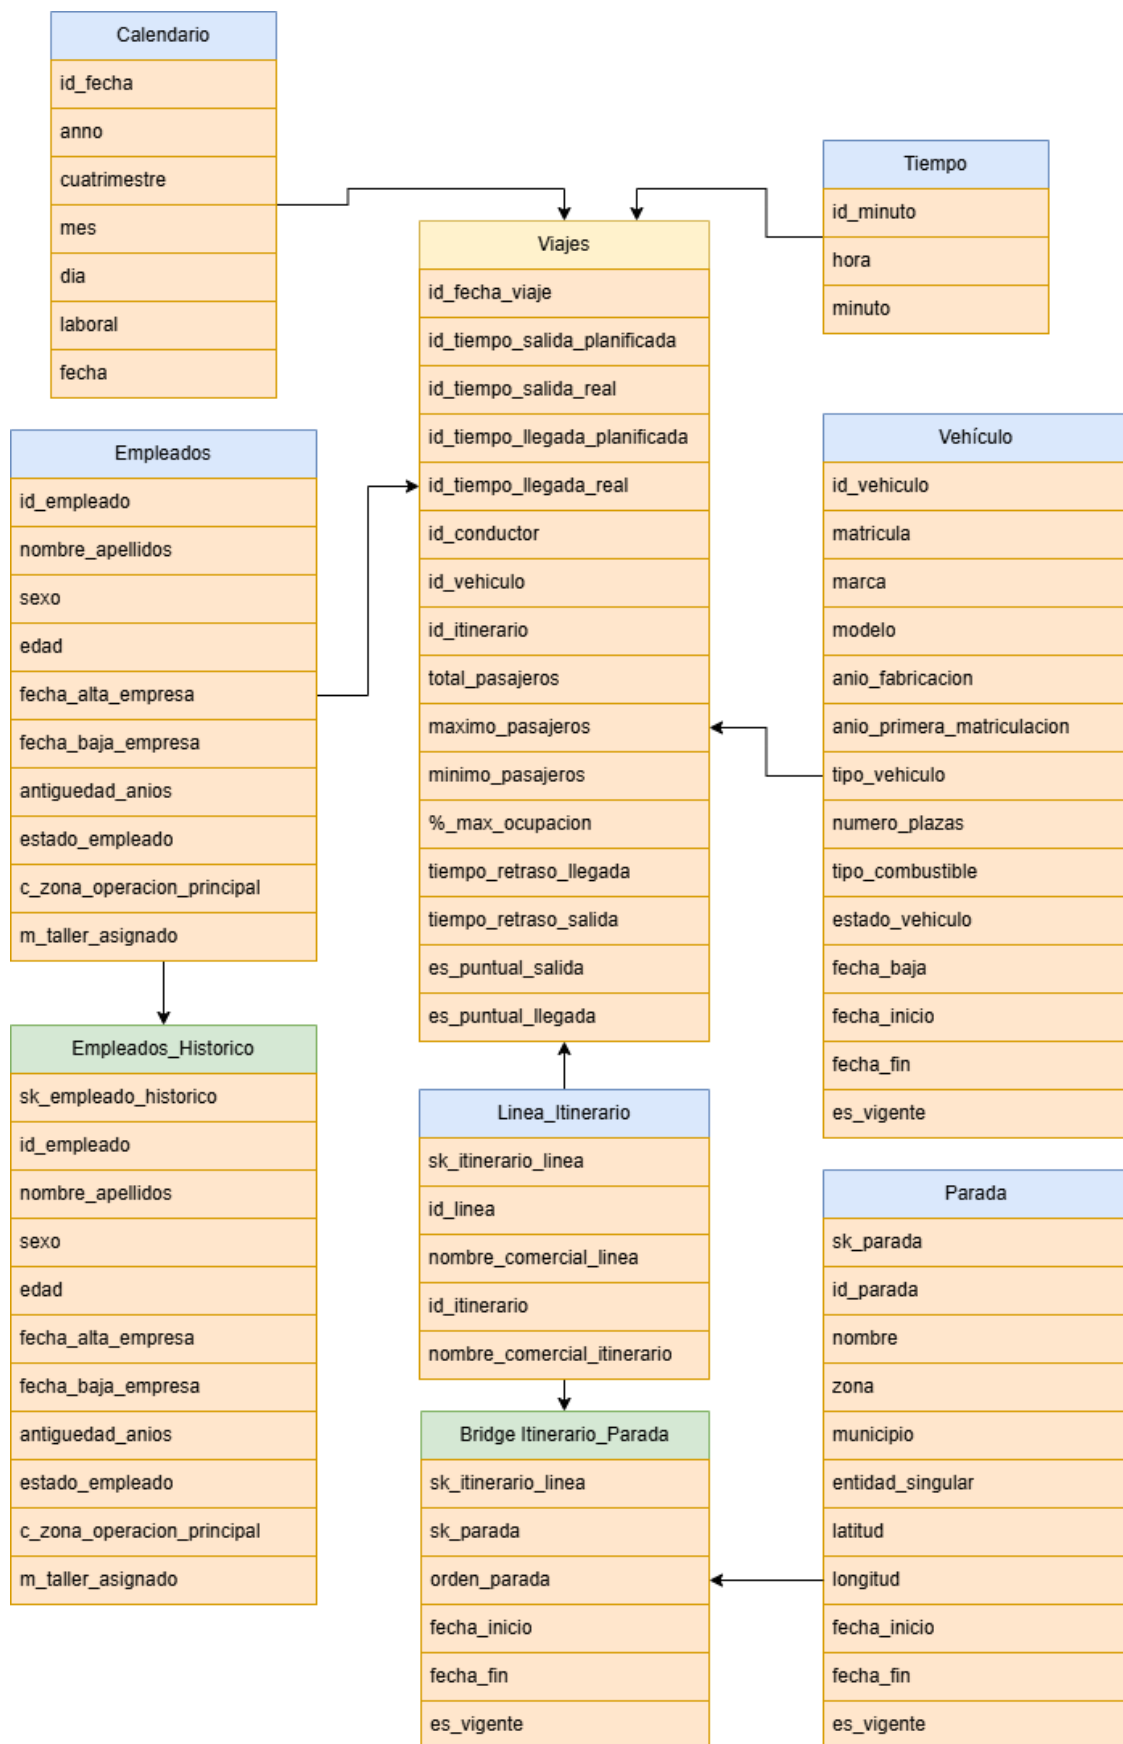 Calendario
id_fecha
anno
cuatrimestre
mes
dia
laboral
fecha
Tiempo
id_minuto
hora
minuto
Viajes
id_fecha_viaje
id_tiempo_salida_planificada
id_tiempo_salida_real
id_tiempo_llegada_planificada
id_tiempo_llegada_real
id_conductor
id_vehiculo
id_itinerario
total_pasajeros
maximo_pasajeros
minimo_pasajeros
%_max_ocupacion
tiempo_retraso_llegada
tiempo_retraso_salida
es_puntual_salida
es_puntual_llegada
Empleados
id_empleado
nombre_apellidos
sexo
edad
fecha_alta_empresa
fecha_baja_empresa
antiguedad_anios
estado_empleado
c_zona_operacion_principal
m_taller_asignado
Vehículo
id_vehiculo
matricula
marca
modelo
anio_fabricacion
anio_primera_matriculacion
tipo_vehiculo
numero_plazas
tipo_combustible
estado_vehiculo
fecha_baja
fecha_inicio
fecha_fin
es_vigente
Empleados_Historico
sk_empleado_historico
id_empleado
nombre_apellidos
sexo
edad
fecha_alta_empresa
fecha_baja_empresa
antiguedad_anios
estado_empleado
c_zona_operacion_principal
m_taller_asignado
Linea_Itinerario
sk_itinerario_linea
id_linea
nombre_comercial_linea
id_itinerario
nombre_comercial_itinerario
Bridge Itinerario_Parada
sk_itinerario_linea
sk_parada
orden_parada
fecha_inicio
fecha_fin
es_vigente
Parada
sk_parada
id_parada
nombre
zona
municipio
entidad_singular
latitud
longitud
fecha_inicio
fecha_fin
es_vigente